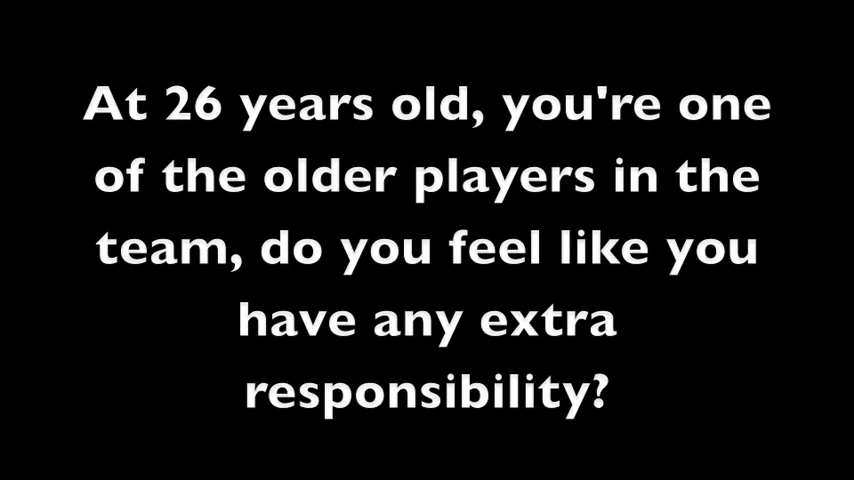 At 26 years old, you're one
of the older players in the
team, do you feel like you
have any extra
responsibility?